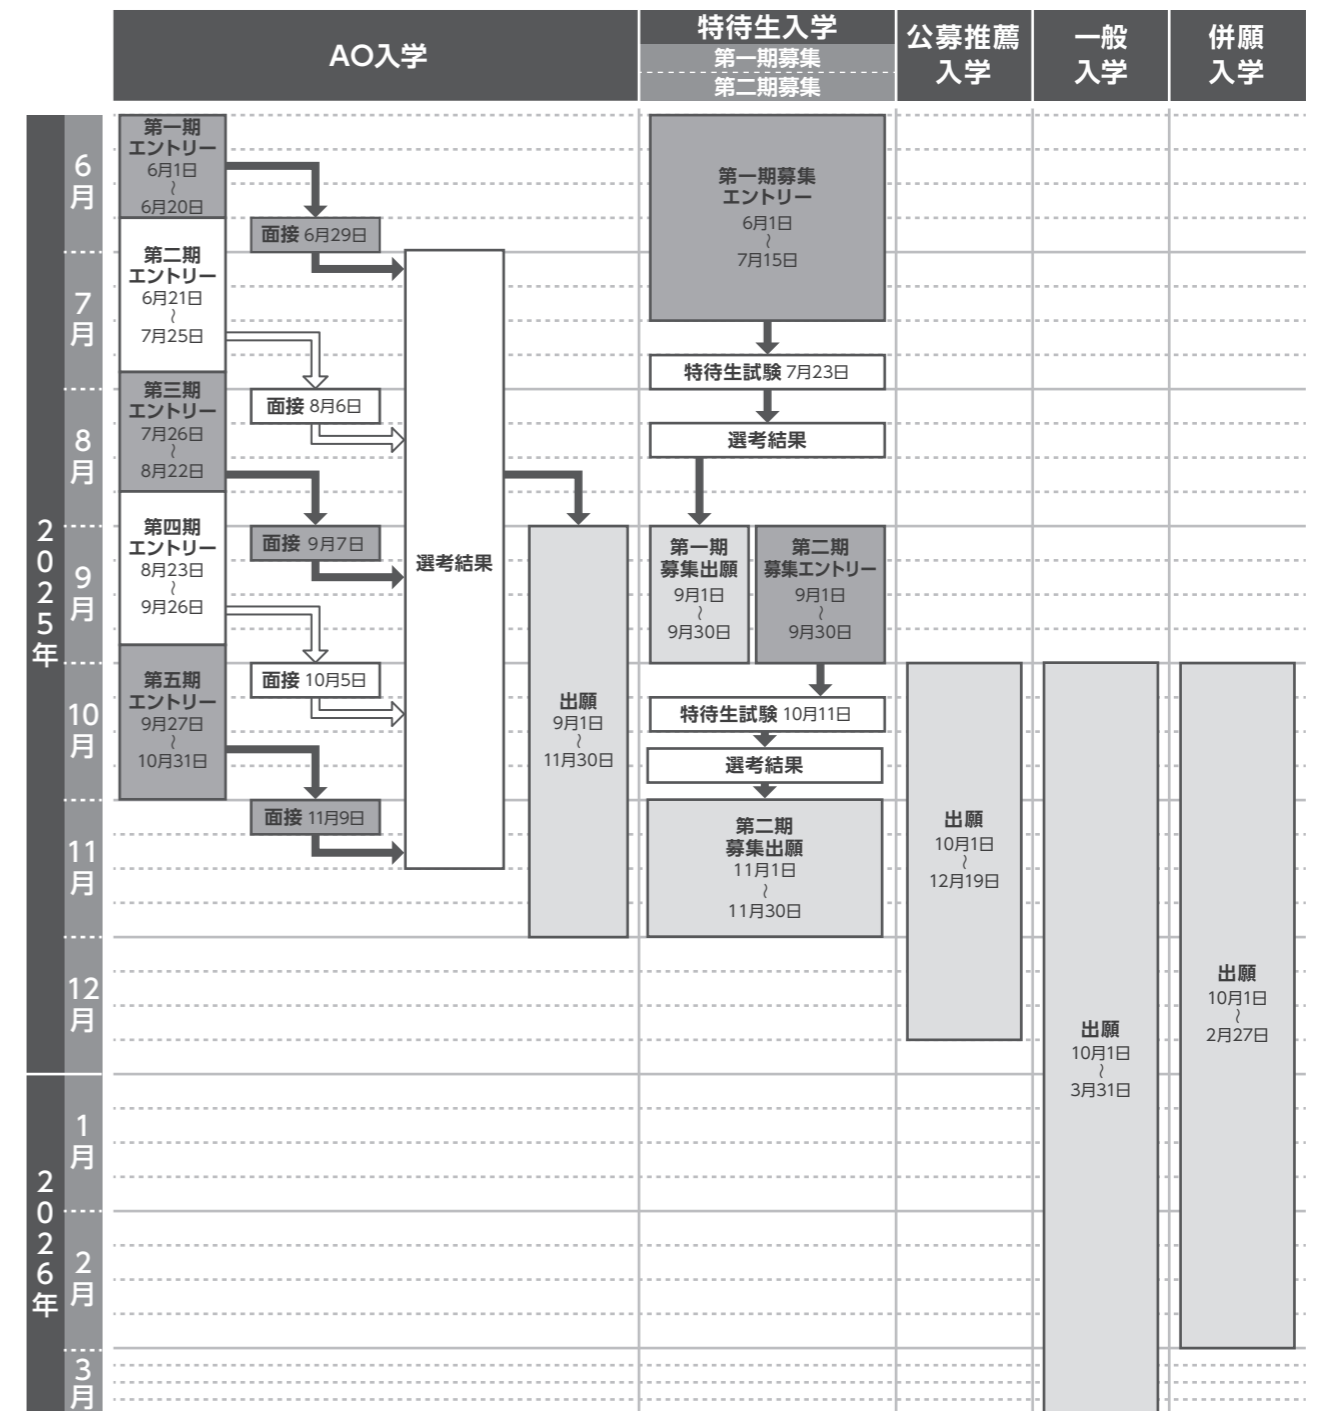 AO入学
特待生入学
第一期募集
第二期募集
公募推薦
入学
一般
入学
併願
入学
2025年
6月
7月
8月
9月
10月
11月
12月
2026年
1月
2月
3月
第一期
エントリー
6月1日
〜
6月20日
面接 6月29日
第二期
エントリー
6月21日
〜
7月25日
面接 8月6日
第三期
エントリー
7月26日
〜
8月22日
面接 9月7日
第四期
エントリー
8月23日
〜
9月26日
面接 10月5日
第五期
エントリー
9月27日
〜
10月31日
面接 11月9日
選考結果
出願
9月1日
〜
11月30日
第一期募集
エントリー
6月1日
〜
7月15日
特待生試験 7月23日
選考結果
第一期
募集出願
9月1日
〜
9月30日
第二期
募集エントリー
9月1日
〜
9月30日
特待生試験 10月11日
選考結果
第二期
募集出願
11月1日
〜
11月30日
出願
10月1日
〜
12月19日
出願
10月1日
〜
3月31日
出願
10月1日
〜
2月27日